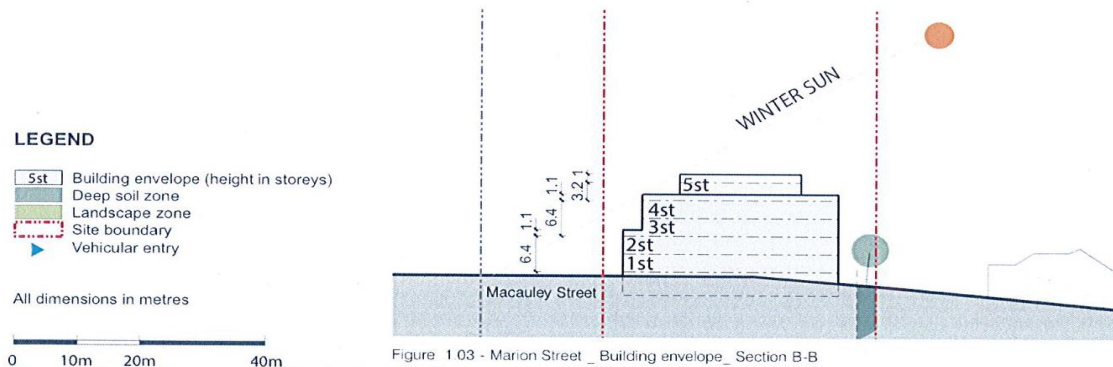 LEGEND
5st Building envelope (height in storeys)
Deep soil zone
Landscape zone
Site boundary
Vehicular entry
All dimensions in metres
0 10m 20m 40m
WINTER SUN
6.4 1.1
6.4 1.1
3.2 1
5st
4st
3st
2st
1st
Macauley Street
Figure 1.03 - Marion Street _ Building envelope_ Section B-B